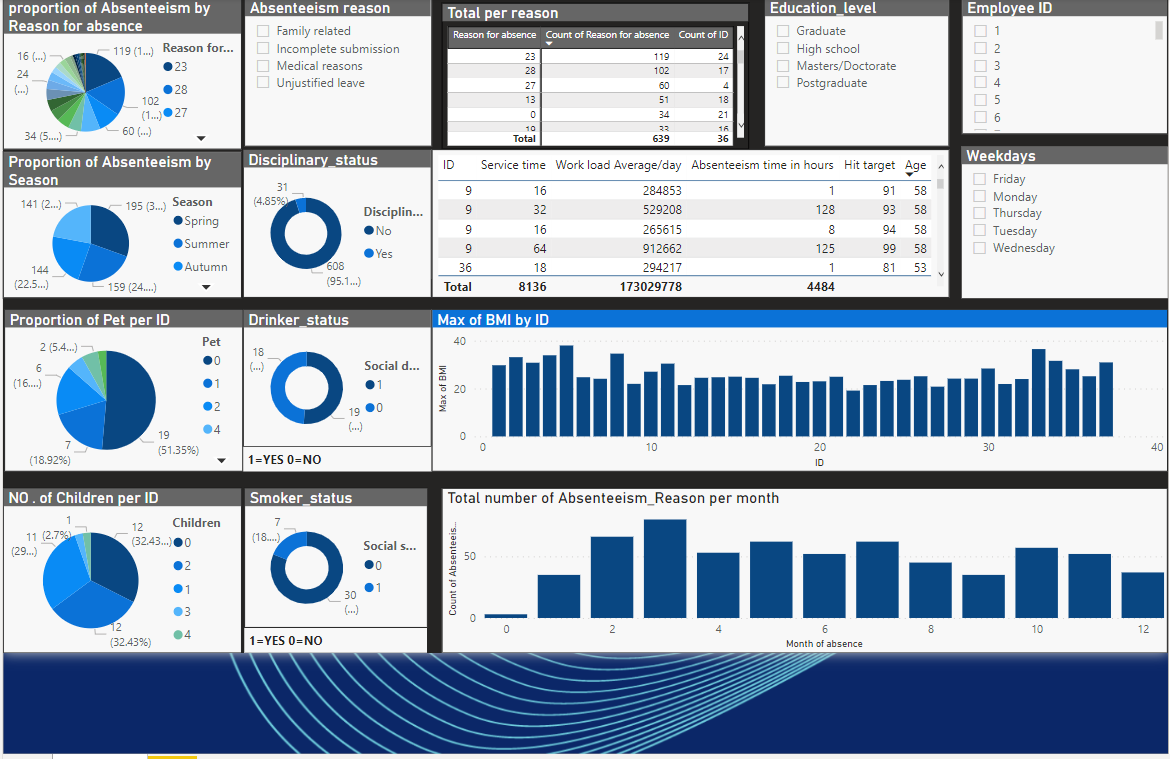 proportion of Absenteeism by
Reason for absence
119 (1...)
16 (...)
24
(...)
102
(1...)
60 (...)
34 (5....)
Reason for...
23
28
27
Absenteeism reason
Family related
Incomplete submission
Medical reasons
Unjustified leave
Total per reason
Reason for absence Count of Reason for absence Count of ID
23 119 24
28 102 17
27 60 4
13 51 18
0 34 21
19 33 16
Total 639 36
Education_level
Graduate
High school
Masters/Doctorate
Postgraduate
Employee ID
1
2
3
4
5
6
Proportion of Absenteeism by
Season
141 (2...)
195 (3...)
144
(22.5...)
159 (24....)
Season
Spring
Summer
Autumn
Disciplinary_status
31
(4.85%)
608
(95.1...)
Disciplin...
No
Yes
ID Service time Work load Average/day Absenteeism time in hours Hit target Age
9 16 284853 1 91 58
9 32 529208 128 93 58
9 16 265615 8 94 58
9 64 912662 125 99 58
36 18 294217 1 81 53
Total 8136 173029778 4484
Weekdays
Friday
Monday
Thursday
Tuesday
Wednesday
Proportion of Pet per ID
2 (5.4...)
6
(16....)
7
(18.92%)
19
(51.35%)
Pet
0
1
2
4
Drinker_status
18
(...)
19
(...)
Social d...
1
0
1=YES 0=NO
Max of BMI by ID
Max of BMI
40
20
0
0 10 20 30 40
ID
NO . of Children per ID
1
(2.7%)
11
(29...)
12
(32.43...)
12
(32.43%)
Children
0
2
1
3
4
Smoker_status
7
(18....)
30
(...)
Social s...
0
1
1=YES 0=NO
Total number of Absenteeism_Reason per month
Count of Absenteeis...
50
0
0 2 4 6 8 10 12
Month of absence